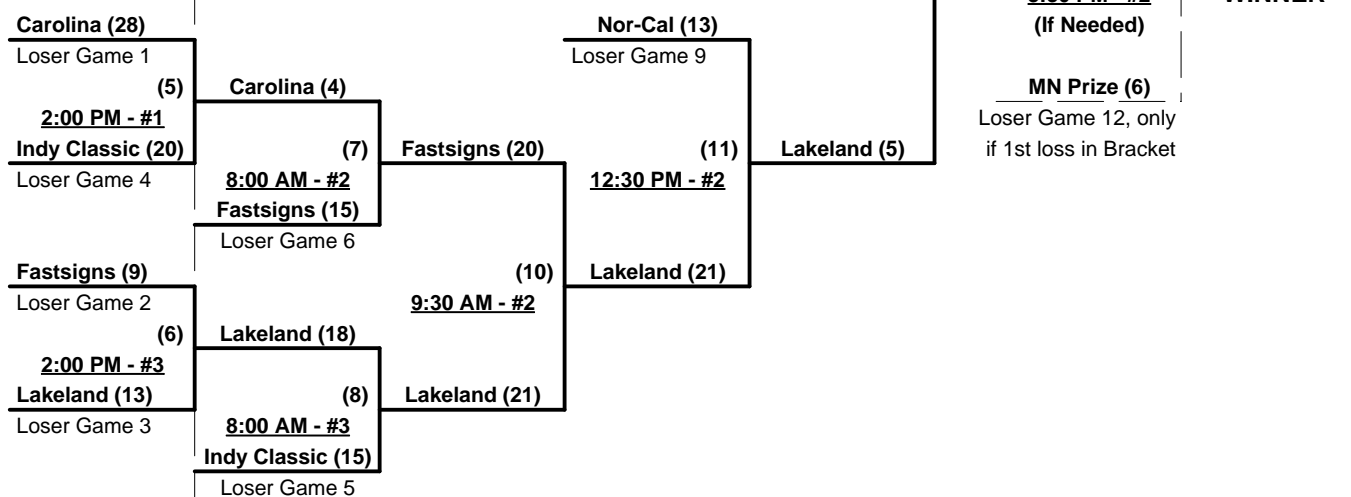 WINNER
Carolina (28)
Nor-Cal (13)
(If Needed)
Loser Game 1
Loser Game 9
(5)
Carolina (4)
MN Prize (6)
2:00 PM - #1
Loser Game 12, only
Indy Classic (20)
(7)
Fastsigns (20)
(11)
Lakeland (5)
if 1st loss in Bracket
Loser Game 4
8:00 AM - #2
12:30 PM - #2
Fastsigns (15)
Loser Game 6
Fastsigns (9)
(10)
Lakeland (21)
Loser Game 2
9:30 AM - #2
(6)
Lakeland (18)
2:00 PM - #3
Lakeland (13)
(8)
Lakeland (21)
Loser Game 3
8:00 AM - #3
Indy Classic (15)
Loser Game 5